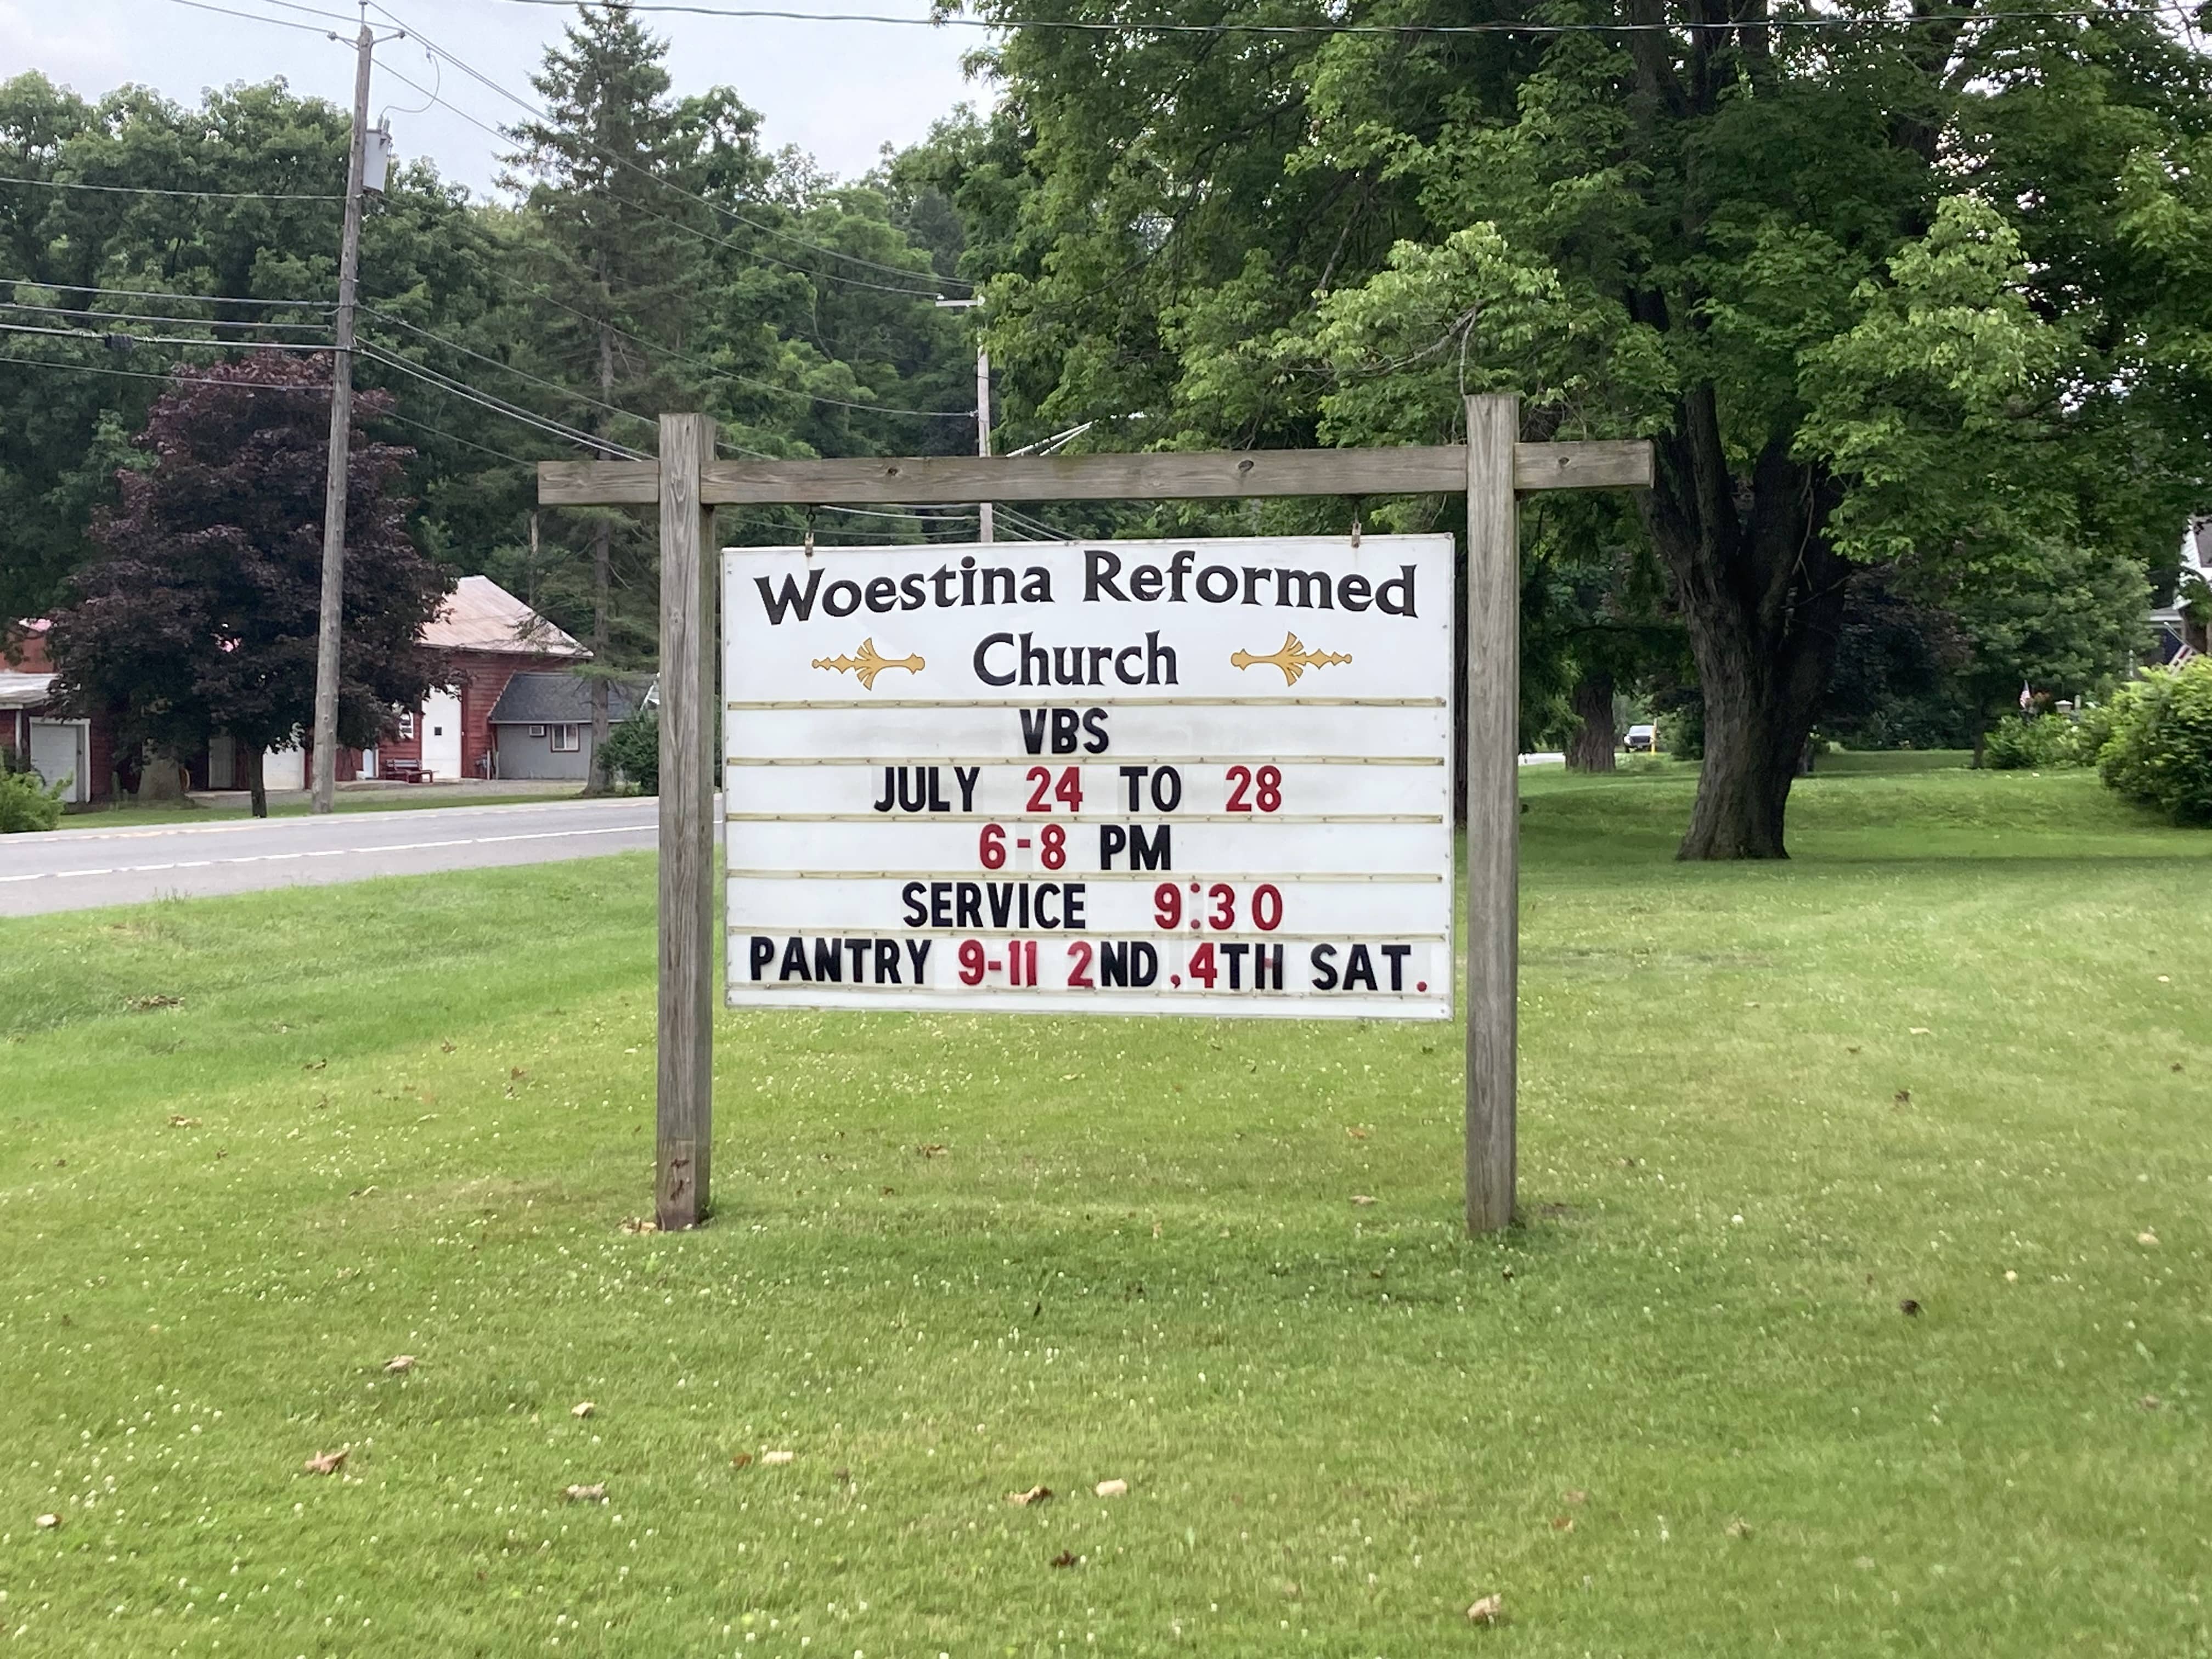 Woestina Reformed
Church
VBS
JULY 24 TO 28
6-8 PM
SERVICE 9:30
PANTRY 9-11 2ND,4TH SAT.